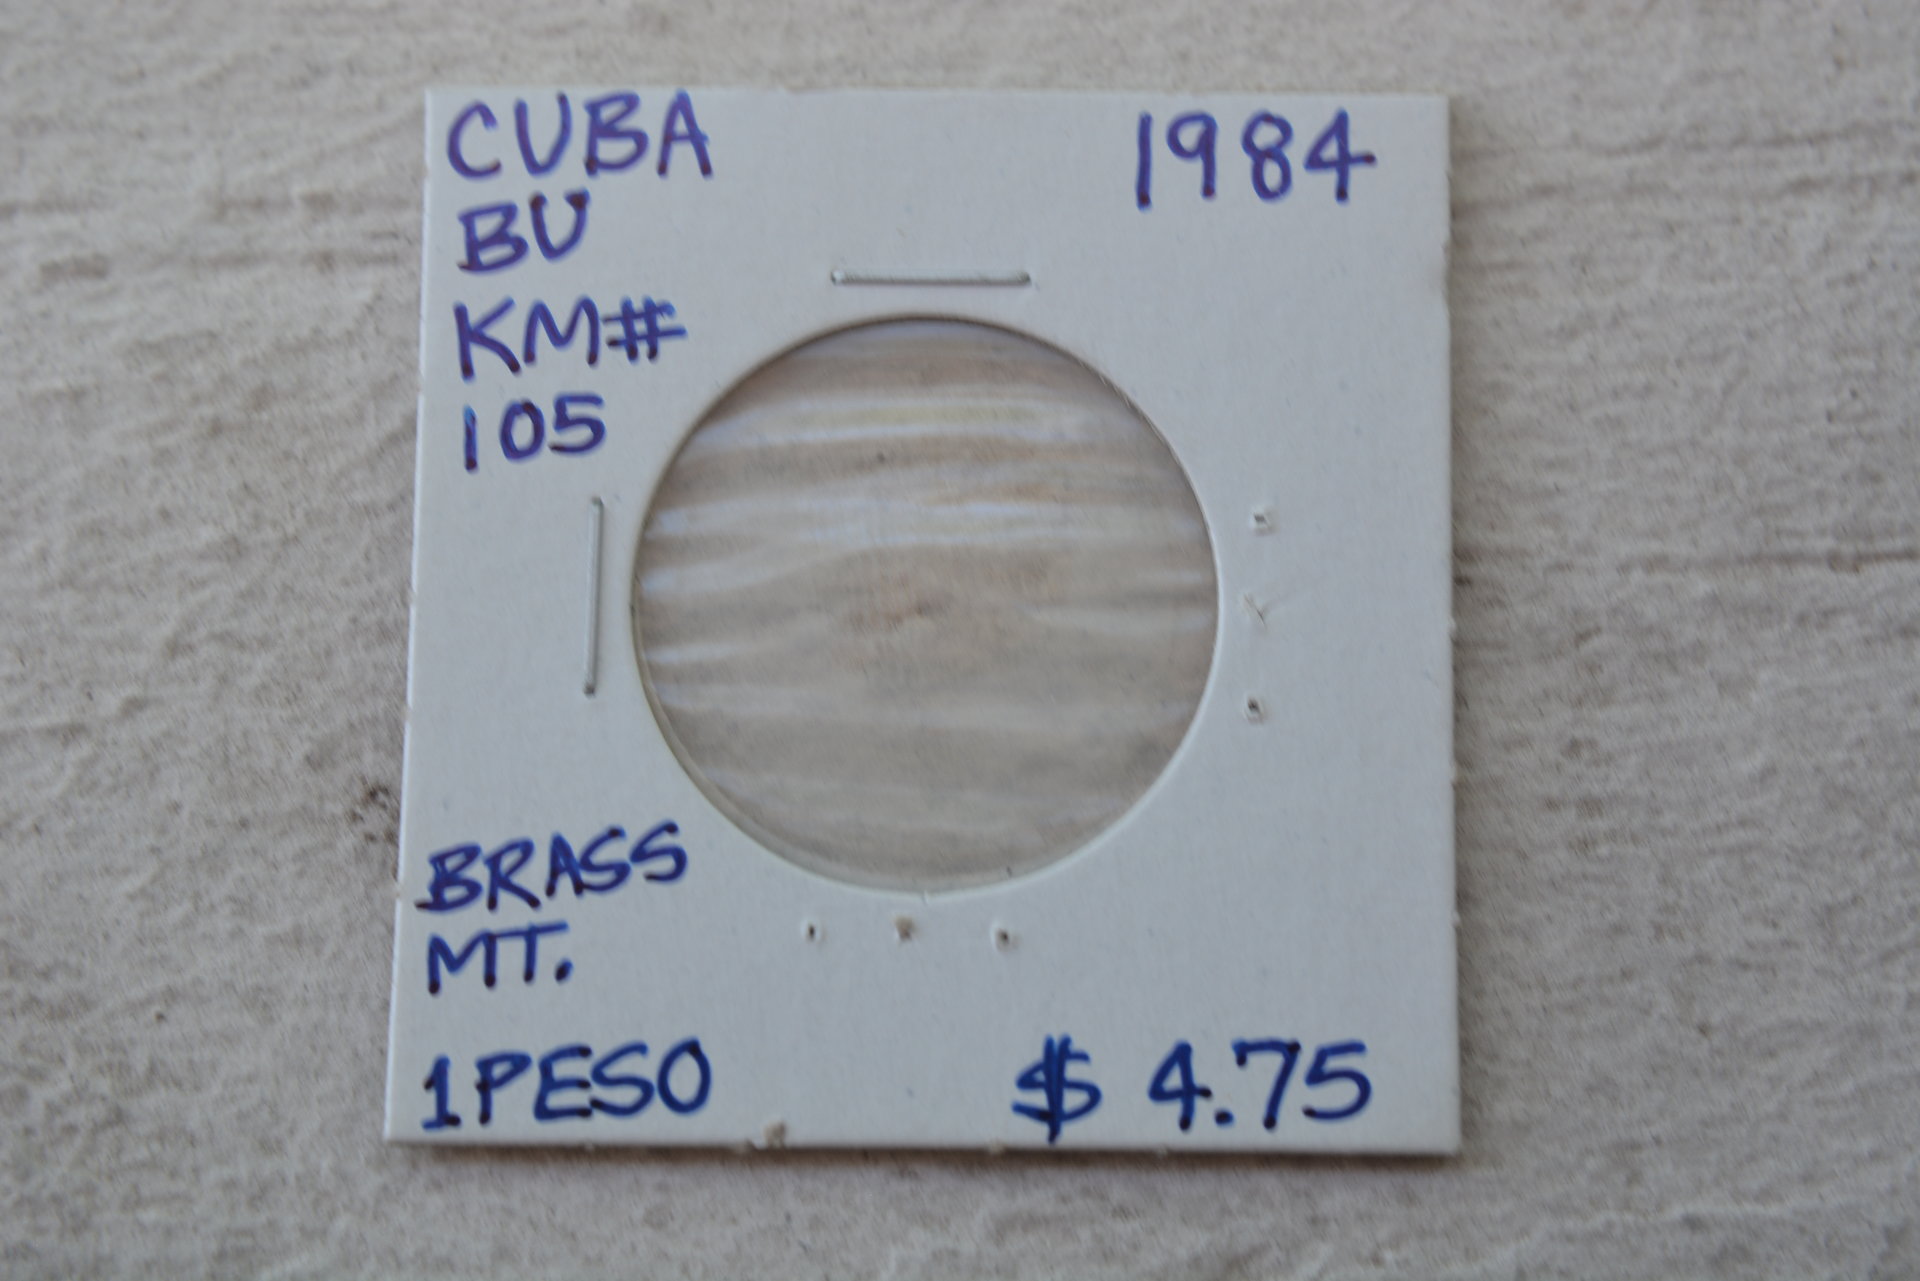 CUBA 1984
BU
KM#
105
BRASS
MT.
1PESO $ 4.75